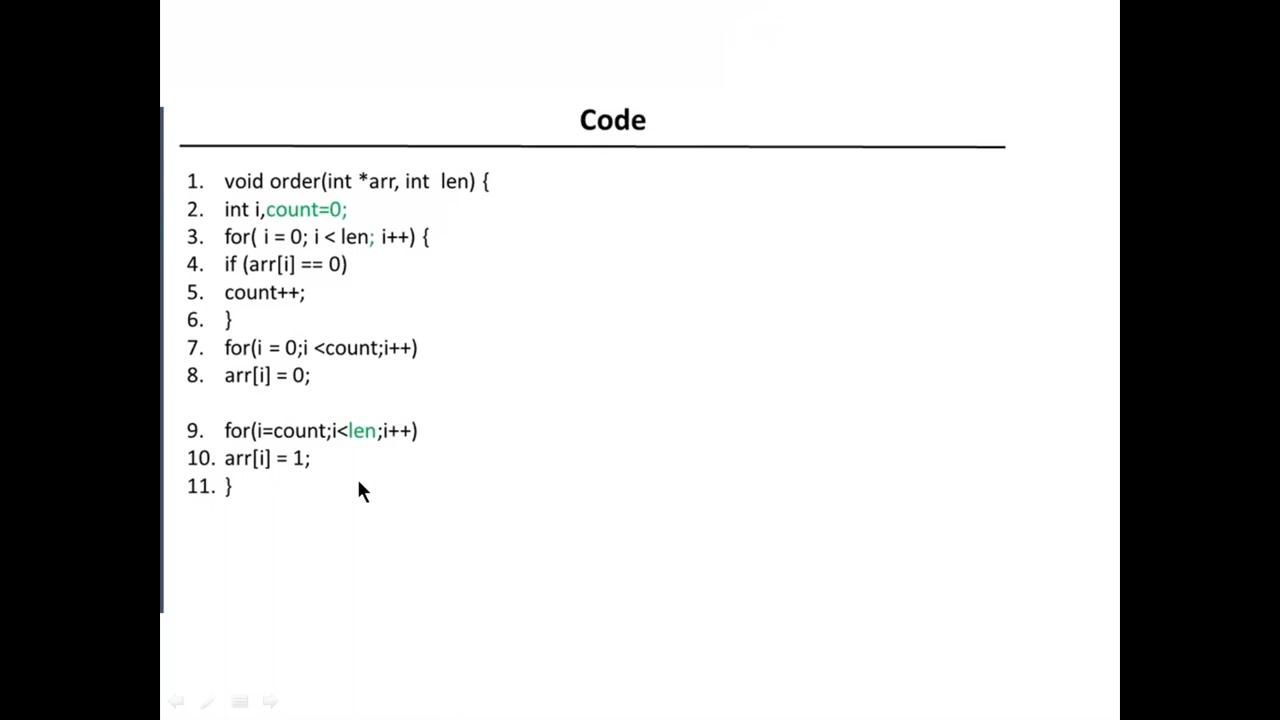 Code
1. void order(int *arr, int len) {
2. int i,count=0;
3. for( i = 0; i < len; i++) {
4. if (arr[i] == 0)
5. count++;
6. }
7. for(i = 0;i <count;i++)
8. arr[i] = 0;
9. for(i=count;i<len;i++)
10. arr[i] = 1;
11. }